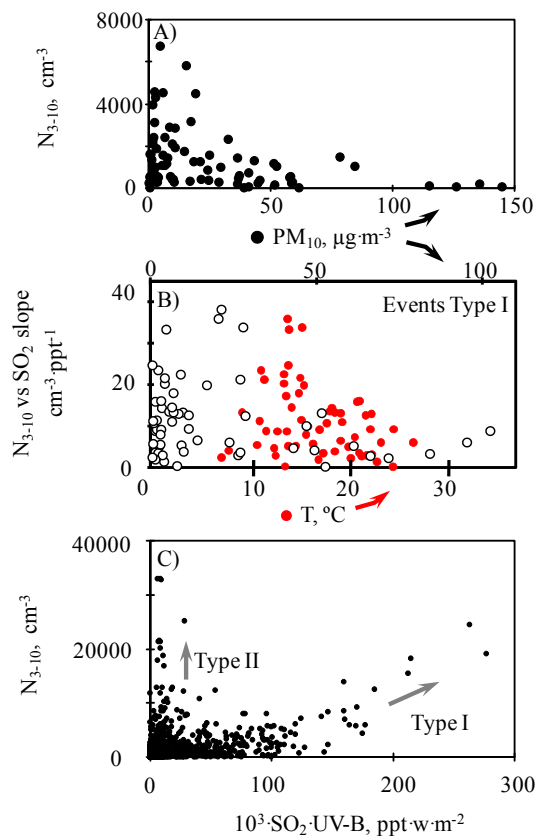 A)
8000
4000
0
N3-10, cm-3
0 50 100 150
PM10, µg·m-3
0 50 100
B)
Events Type I
40
20
0
N3-10 vs SO2 slope
cm-3·ppt-1
0 10 20 30
T, ºC
C)
40000
20000
0
N3-10, cm-3
Type II
Type I
0 100 200 300
10³·SO2·UV-B, ppt·w·m-2